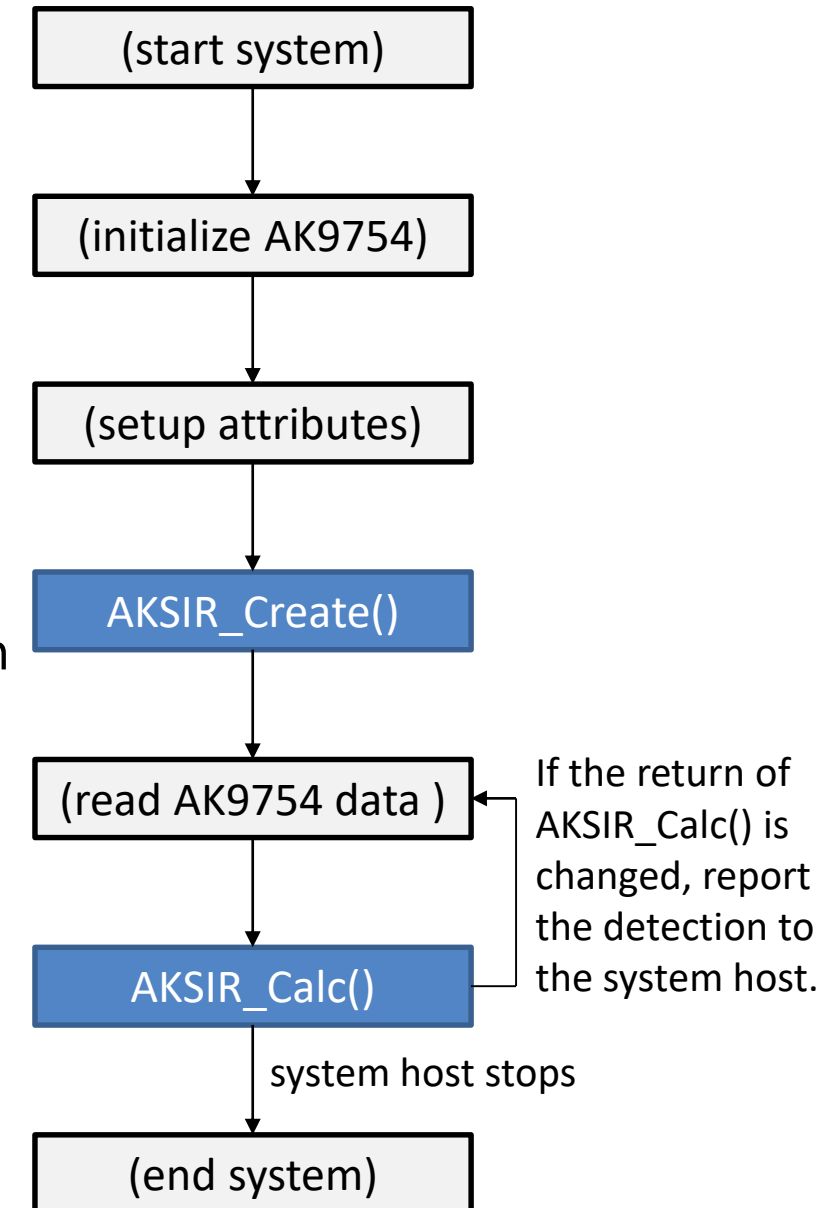 (start system)
(initialize AK9754)
(setup attributes)
AKSIR_Create()
(read AK9754 data )
If the return of
AKSIR_Calc() is
changed, report
the detection to
the system host.
AKSIR_Calc()
system host stops
(end system)